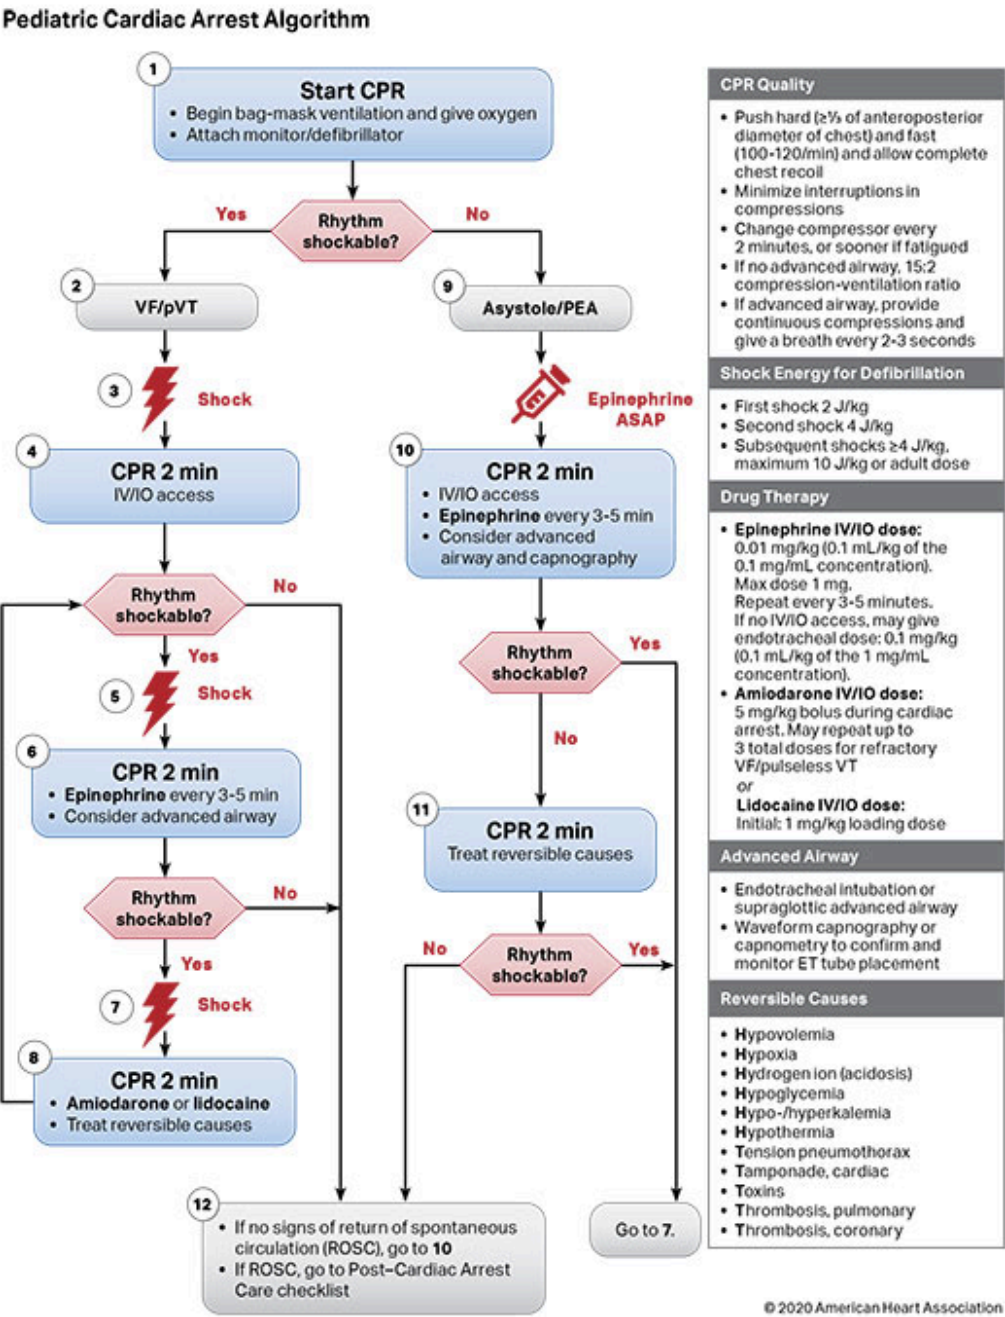 Pediatric Cardiac Arrest Algorithm
1
Start CPR
• Begin bag-mask ventilation and give oxygen
• Attach monitor/defibrillator
Yes
Rhythm
shockable?
No
2
VF/pVT
3
Shock
4
CPR 2 min
IV/IO access
Rhythm
shockable?
No
Yes
5
Shock
6
CPR 2 min
• Epinephrine every 3-5 min
• Consider advanced airway
Rhythm
shockable?
No
Yes
7
Shock
8
CPR 2 min
• Amiodarone or lidocaine
• Treat reversible causes
9
Asystole/PEA
E
Epinephrine
ASAP
10
CPR 2 min
• IV/IO access
• Epinephrine every 3-5 min
• Consider advanced
airway and capnography
Rhythm
shockable?
Yes
No
11
CPR 2 min
Treat reversible causes
No
Rhythm
shockable?
Yes
12
• If no signs of return of spontaneous
circulation (ROSC), go to 10
• If ROSC, go to Post–Cardiac Arrest
Care checklist
Go to 7.
CPR Quality
• Push hard (≥⅓ of anteroposterior
diameter of chest) and fast
(100-120/min) and allow complete
chest recoil
• Minimize interruptions in
compressions
• Change compressor every
2 minutes, or sooner if fatigued
• If no advanced airway, 15:2
compression-ventilation ratio
• If advanced airway, provide
continuous compressions and
give a breath every 2-3 seconds
Shock Energy for Defibrillation
• First shock 2 J/kg
• Second shock 4 J/kg
• Subsequent shocks ≥4 J/kg,
maximum 10 J/kg or adult dose
Drug Therapy
• Epinephrine IV/IO dose:
0.01 mg/kg (0.1 mL/kg of the
0.1 mg/mL concentration).
Max dose 1 mg.
Repeat every 3-5 minutes.
If no IV/IO access, may give
endotracheal dose: 0.1 mg/kg
(0.1 mL/kg of the 1 mg/mL
concentration).
• Amiodarone IV/IO dose:
5 mg/kg bolus during cardiac
arrest. May repeat up to
3 total doses for refractory
VF/pulseless VT
or
Lidocaine IV/IO dose:
Initial: 1 mg/kg loading dose
Advanced Airway
• Endotracheal intubation or
supraglottic advanced airway
• Waveform capnography or
capnometry to confirm and
monitor ET tube placement
Reversible Causes
• Hypovolemia
• Hypoxia
• Hydrogen ion (acidosis)
• Hypoglycemia
• Hypo-/hyperkalemia
• Hypothermia
• Tension pneumothorax
• Tamponade, cardiac
• Toxins
• Thrombosis, pulmonary
• Thrombosis, coronary
© 2020 American Heart Association